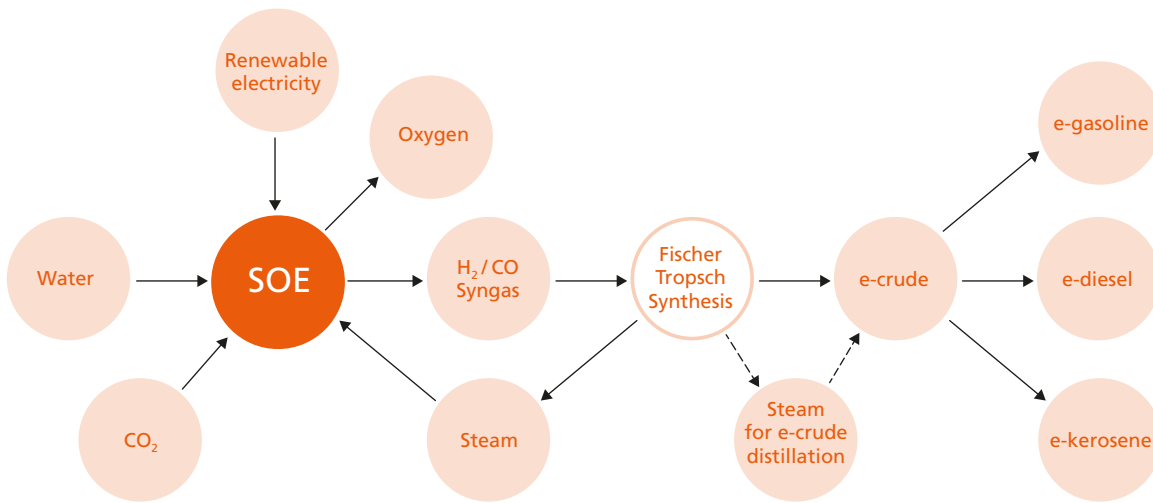 Renewable
electricity
Oxygen
e-gasoline
Water
SOE
H₂ / CO
Syngas
Fischer
Tropsch
Synthesis
e-crude
e-diesel
CO₂
Steam
Steam
for e-crude
distillation
e-kerosene